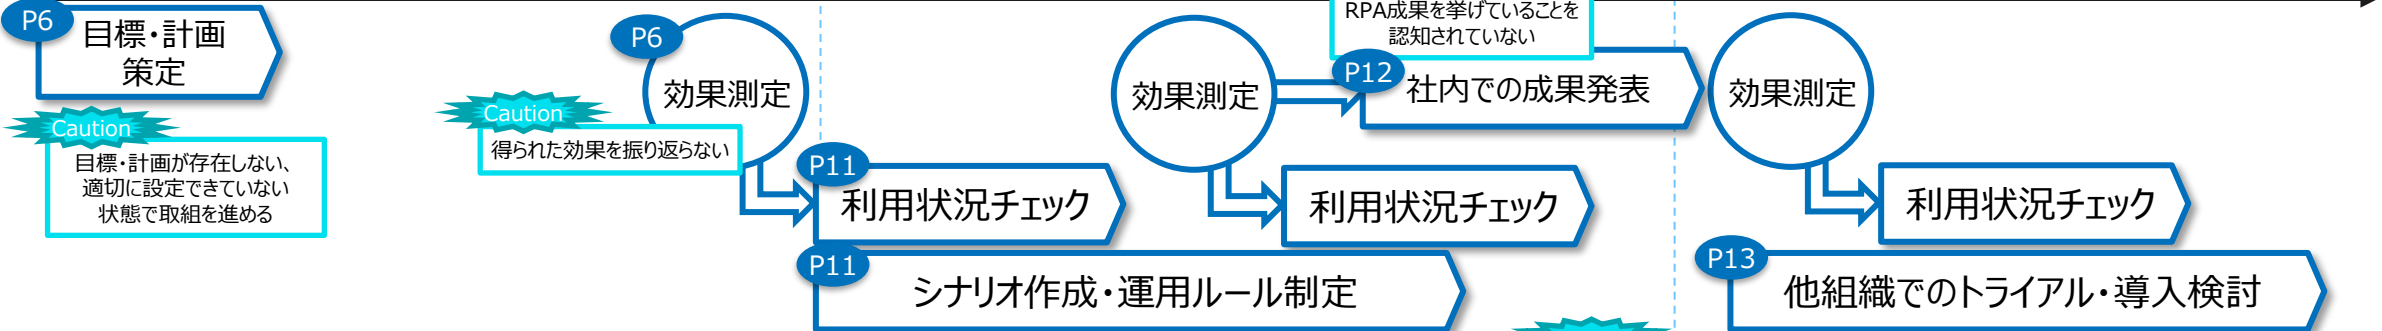 P6
目標・計画
策定
Caution
目標・計画が存在しない、
適切に設定できていない
状態で取組を進める
P6
効果測定
Caution
得られた効果を振り返らない
P11
利用状況チェック
P11
シナリオ作成・運用ルール制定
効果測定
RPA成果を挙げていることを
認知されていない
P12
社内での成果発表
利用状況チェック
効果測定
利用状況チェック
P13
他組織でのトライアル・導入検討